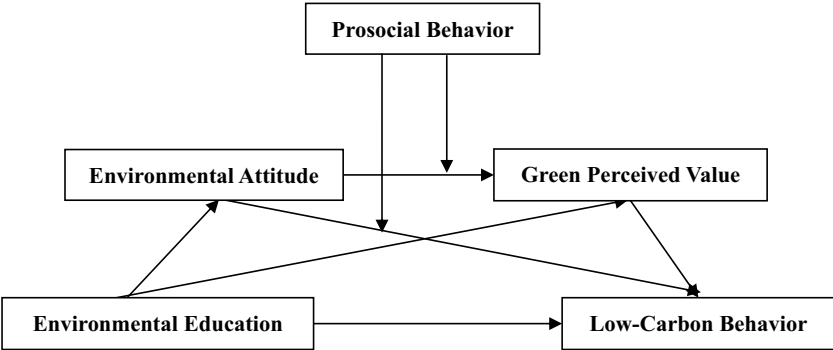 Prosocial Behavior
Environmental Attitude
Green Perceived Value
Environmental Education
Low-Carbon Behavior